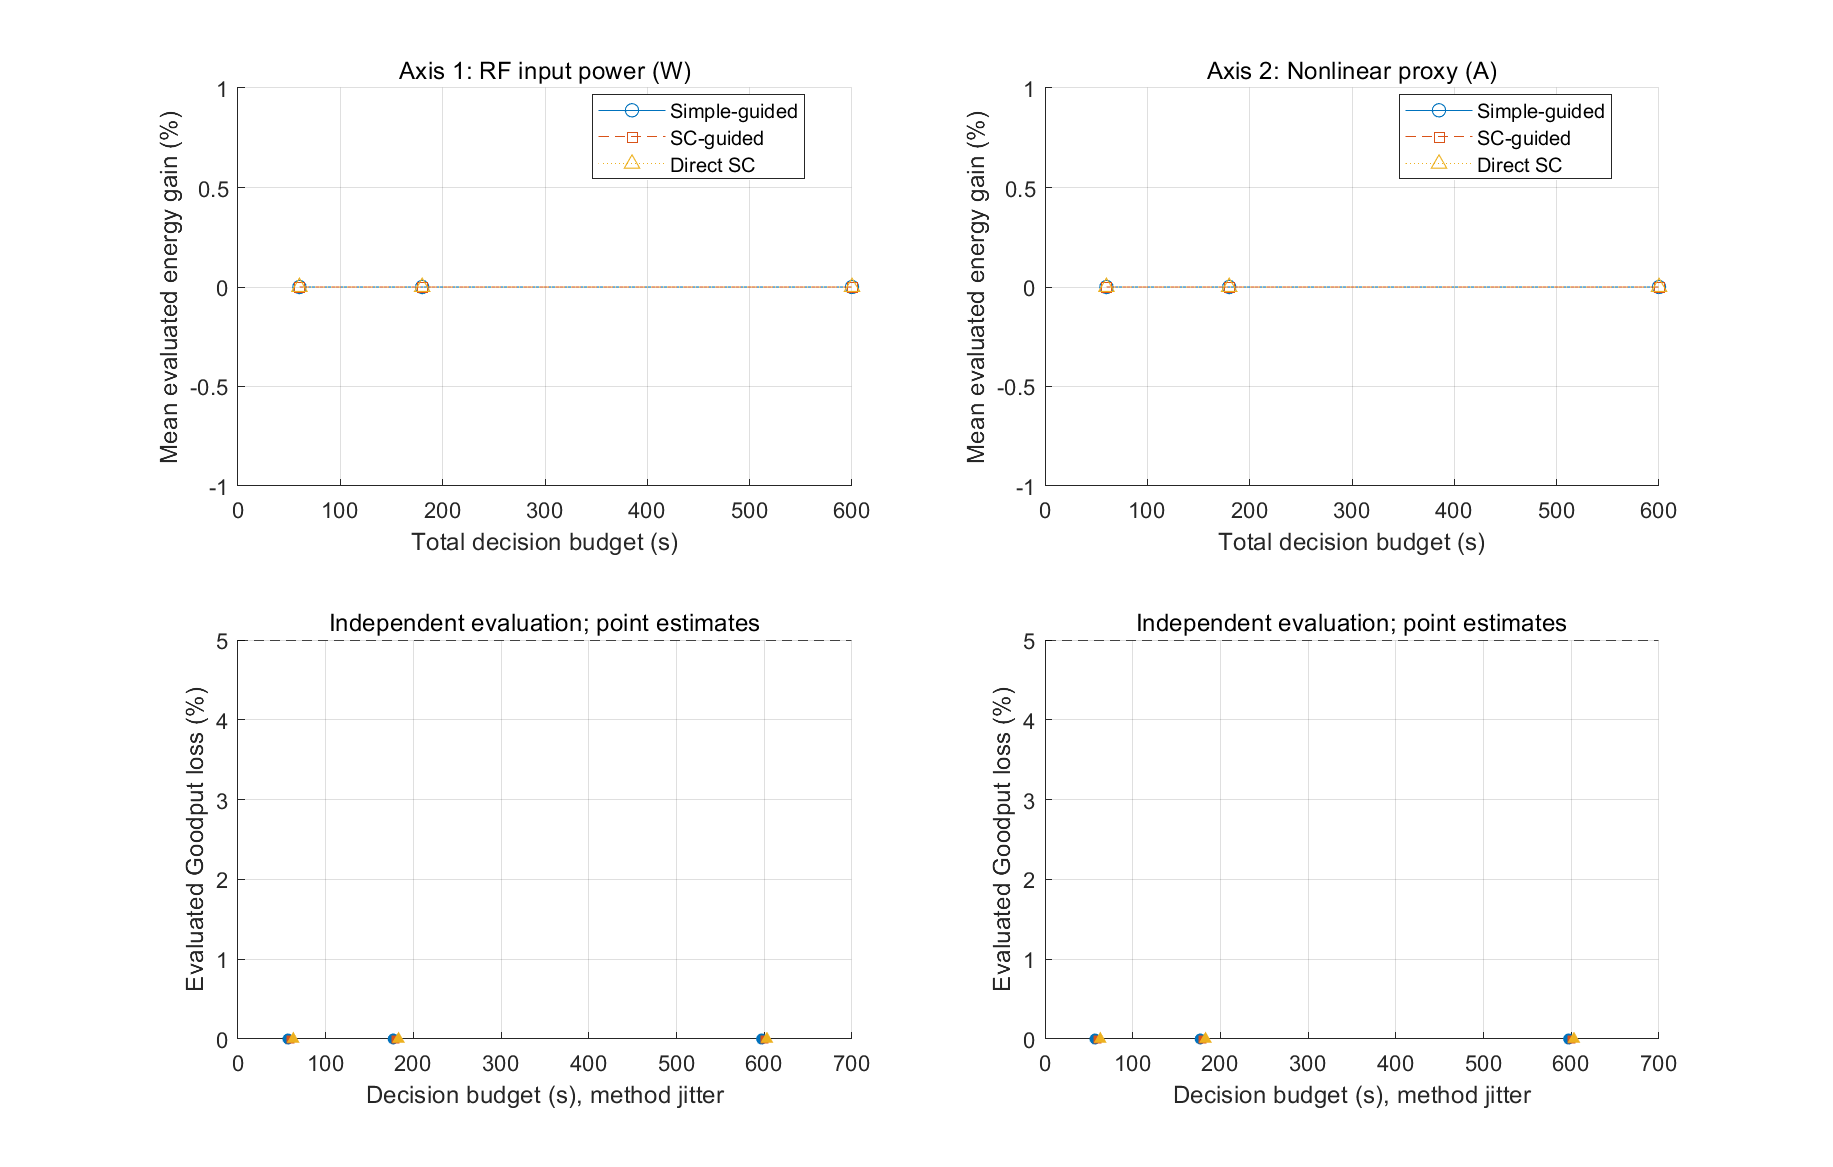 Axis 1: RF input power (W)
Mean evaluated energy gain (%)
1
0.5
0
-0.5
-1
Simple-guided
SC-guided
Direct SC
0 100 200 300 400 500 600
Total decision budget (s)
Axis 2: Nonlinear proxy (A)
Mean evaluated energy gain (%)
1
0.5
0
-0.5
-1
Simple-guided
SC-guided
Direct SC
0 100 200 300 400 500 600
Total decision budget (s)
Independent evaluation; point estimates
Evaluated Goodput loss (%)
5
4
3
2
1
0
0 100 200 300 400 500 600 700
Decision budget (s), method jitter
Independent evaluation; point estimates
Evaluated Goodput loss (%)
5
4
3
2
1
0
0 100 200 300 400 500 600 700
Decision budget (s), method jitter